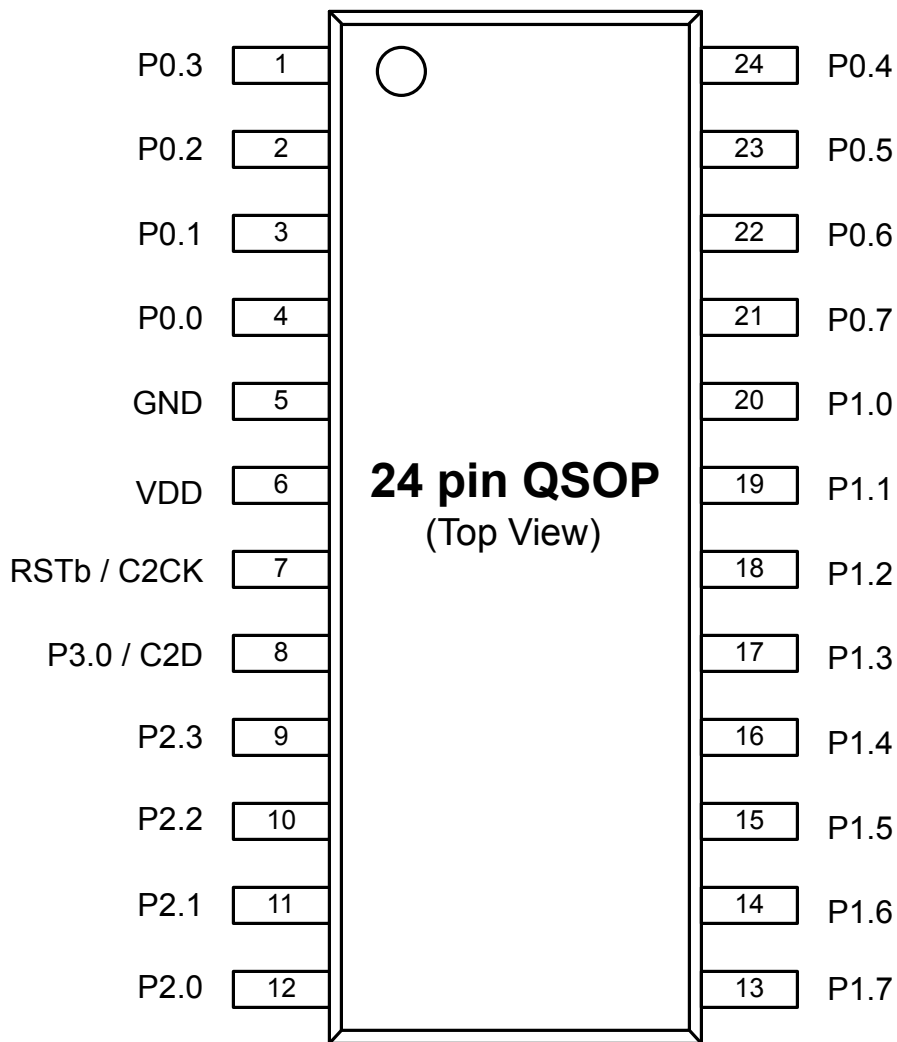 P0.3 1 24 P0.4
P0.2 2 23 P0.5
P0.1 3 22 P0.6
P0.0 4 21 P0.7
GND 5 20 P1.0
VDD 6 24 pin QSOP 19 P1.1
(Top View)
RSTb / C2CK 7 18 P1.2
P3.0 / C2D 8 17 P1.3
P2.3 9 16 P1.4
P2.2 10 15 P1.5
P2.1 11 14 P1.6
P2.0 12 13 P1.7